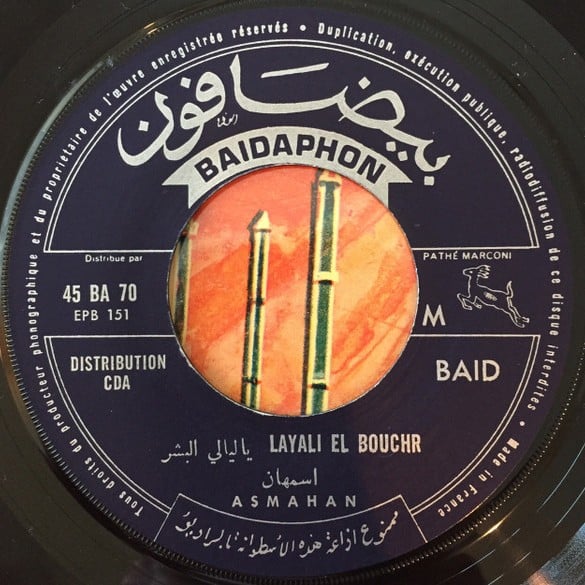 Tous droits du producteur phonographique et du propriétaire de l'œuvre enregistrée réservés • Duplication, exécution publique, radiodiffusion de ce disque interdites. • Made in France
بيضافون
BAIDAPHON
Distribué par
PATHÉ MARCONI
45 BA 70
EPB 151
M
DISTRIBUTION
CDA
BAID
ياليالي البشر LAYALI EL BOUCHR
اسمهان
ASMAHAN
ممنوع اذاعة هذه الاسطوانة بالراديو